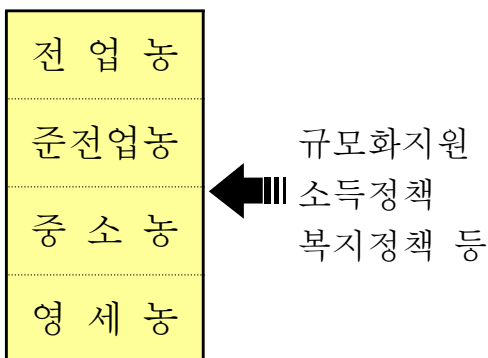 전 업 농
준전업농
중 소 농
영 세 농
규모화지원
소득정책
복지정책 등